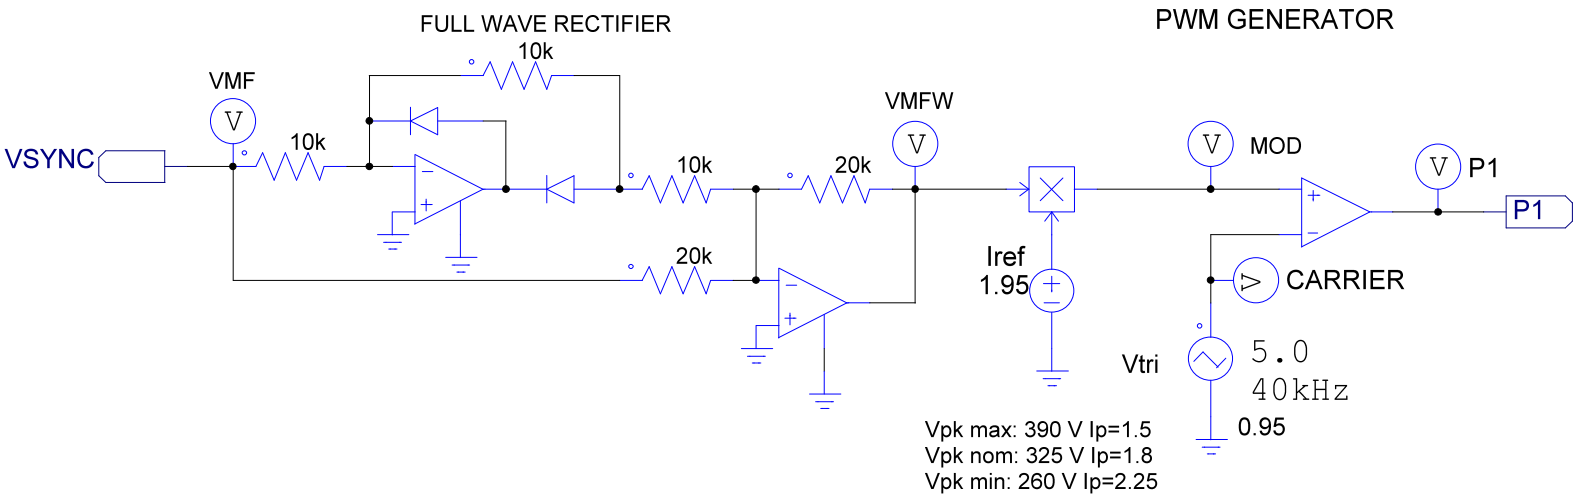 FULL WAVE RECTIFIER
PWM GENERATOR
10k
VMF
V
VSYNC
10k
10k
20k
20k
VMFW
V
Iref
1.95
V
MOD
V
P1
P1
V
CARRIER
Vtri
5.0
40kHz
0.95
Vpk max: 390 V Ip=1.5
Vpk nom: 325 V Ip=1.8
Vpk min: 260 V Ip=2.25